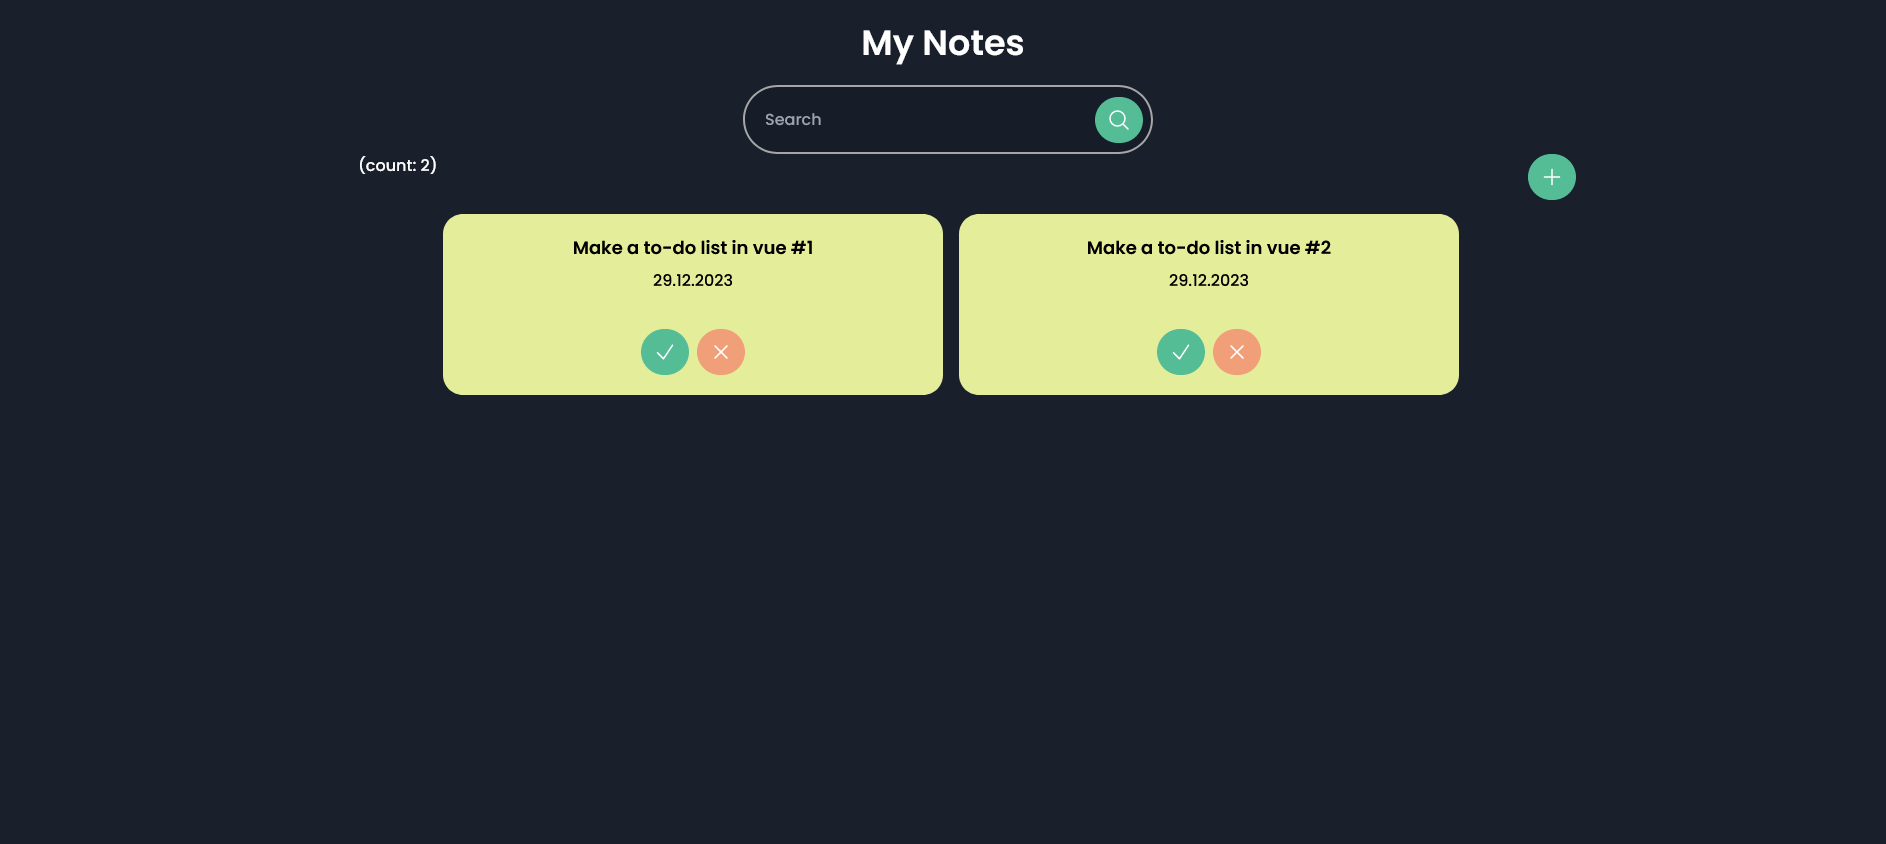 My Notes
Search
(count: 2)
Make a to-do list in vue #1
29.12.2023
Make a to-do list in vue #2
29.12.2023